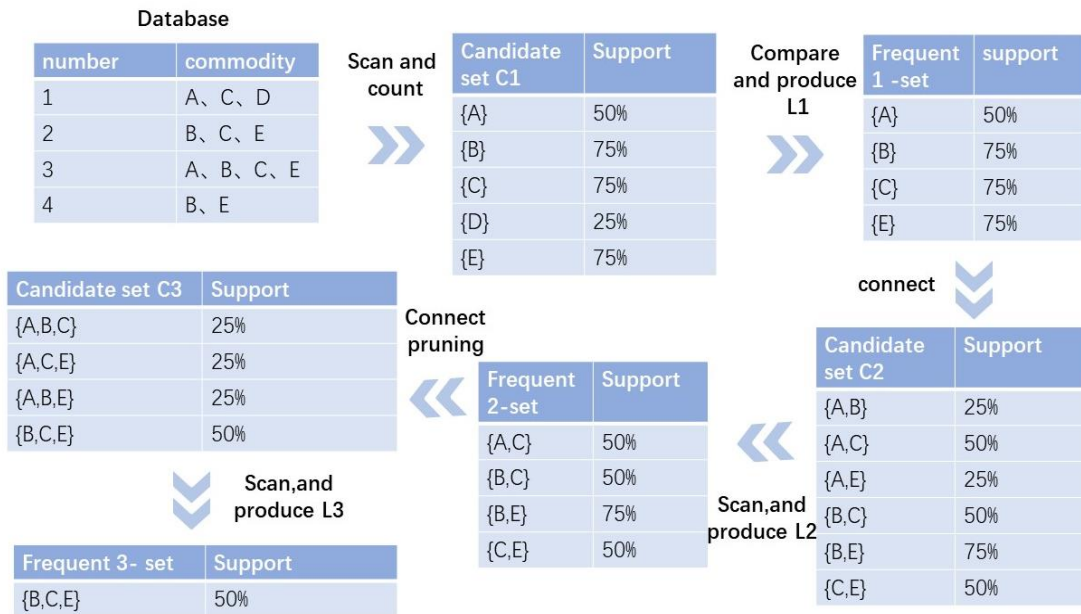 Database
number commodity
1 A、C、D
2 B、C、E
3 A、B、C、E
4 B、E
Scan and
count
Candidate Support
set C1
{A} 50%
{B} 75%
{C} 75%
{D} 25%
{E} 75%
Compare
and produce
L1
Frequent support
1 -set
{A} 50%
{B} 75%
{C} 75%
{E} 75%
connect
Candidate Support
set C2
{A,B} 25%
{A,C} 50%
{A,E} 25%
{B,C} 50%
{B,E} 75%
{C,E} 50%
Scan,and
produce L2
Frequent Support
2-set
{A,C} 50%
{B,C} 50%
{B,E} 75%
{C,E} 50%
Connect
pruning
Candidate set C3 Support
{A,B,C} 25%
{A,C,E} 25%
{A,B,E} 25%
{B,C,E} 50%
Scan,and
produce L3
Frequent 3- set Support
{B,C,E} 50%